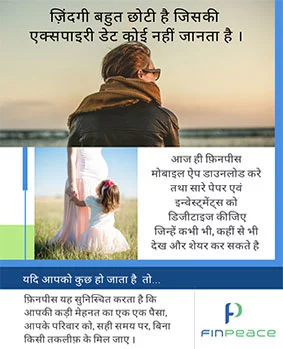 ज़िंदगी बहुत छोटी है जिसकी
एक्सपाइरी डेट कोई नहीं जानता है ।
आज ही फ़िनपीस
मोबाइल ऐप डाउनलोड करे
तथा सारे पेपर एवं
इन्वेस्ट्मेंट्स को
डिजीटाइज कीजिए
जिन्हें कभी भी, कहीं से भी
देख और शेयर कर सकते है
यदि आपको कुछ हो जाता है तो...
फ़िनपीस यह सुनिस्चित करता है कि
आपकी कड़ी मेहनत का एक एक पैसा,
आपके परिवार को, सही समय पर, बिना
किसी तकलीफ़ के मिल जाए ।
FINPEACE